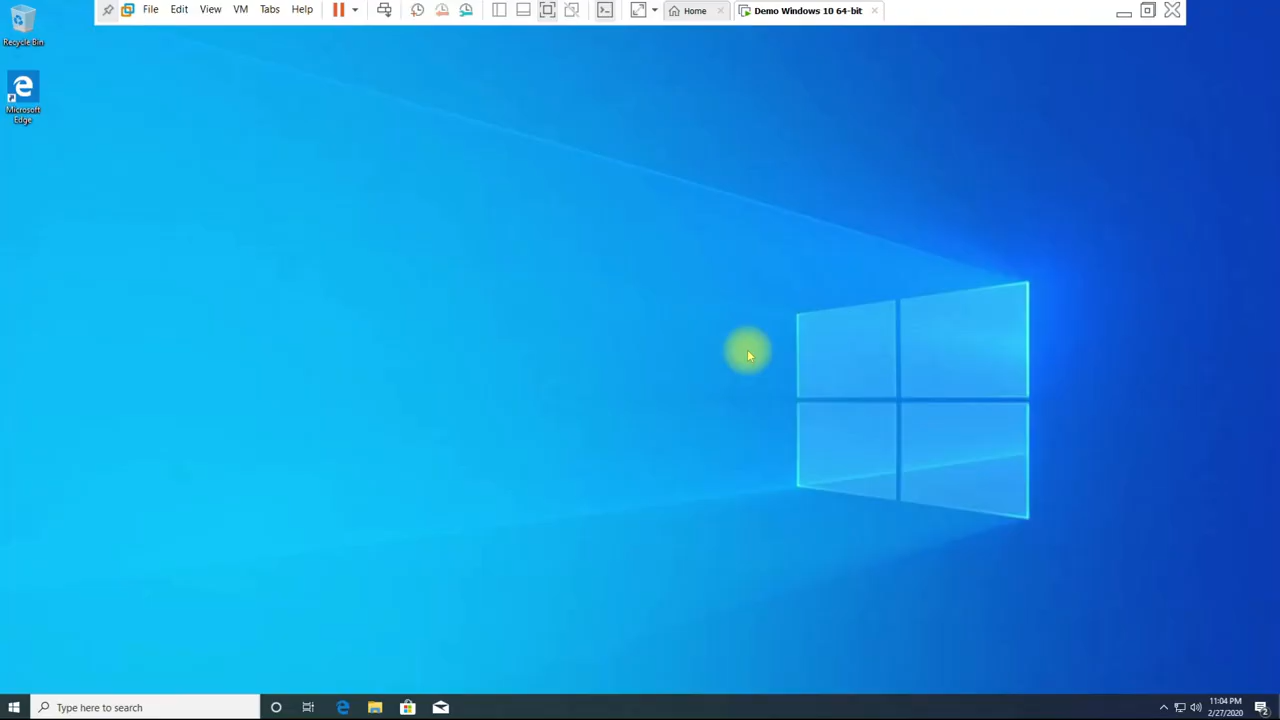 File Edit View VM Tabs Help Home Demo Windows 10 64-bit
Recycle Bin
Microsoft
Edge
Type here to search
11:04 PM
2/27/2020
2